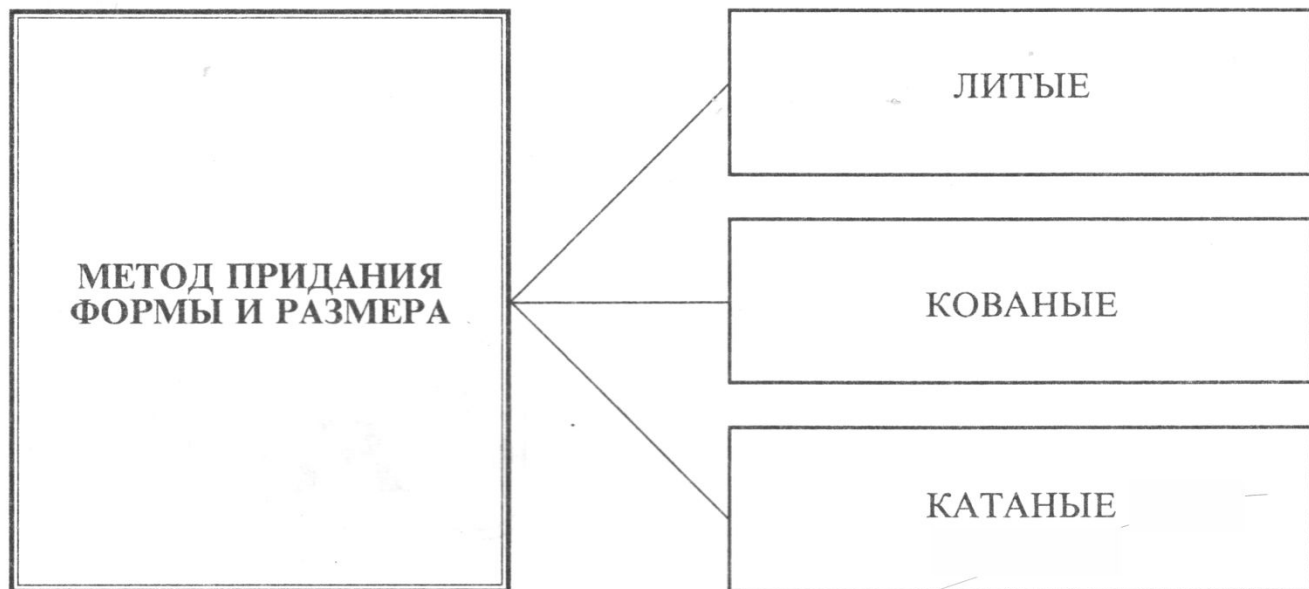 МЕТОД ПРИДАНИЯ
ФОРМЫ И РАЗМЕРА
ЛИТЫЕ
КОВАНЫЕ
КАТАНЫЕ